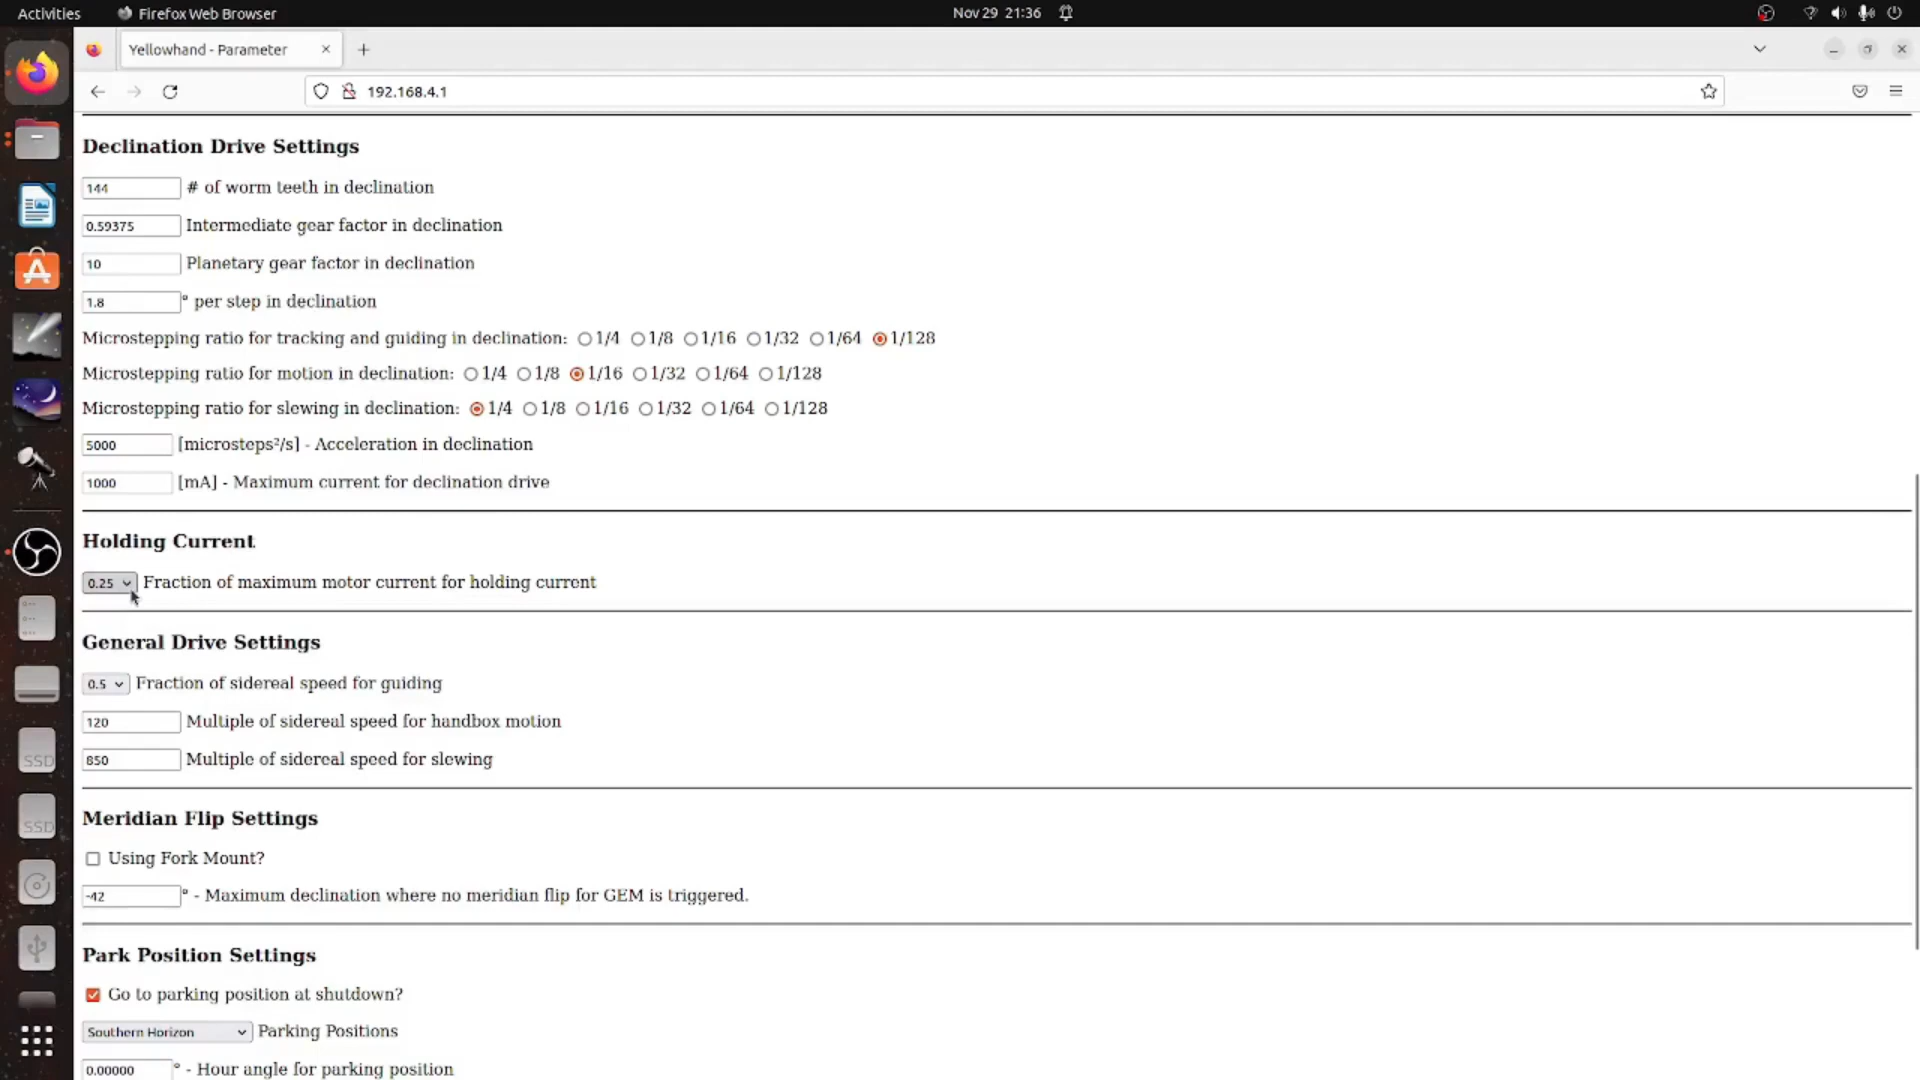 Activities Firefox Web Browser Nov 29 21:36
Yellowhand - Parameter
192.168.4.1
Declination Drive Settings
144 # of worm teeth in declination
0.59375 Intermediate gear factor in declination
10 Planetary gear factor in declination
1.8 ° per step in declination
Microstepping ratio for tracking and guiding in declination: 1/4 1/8 1/16 1/32 1/64 1/128
Microstepping ratio for motion in declination: 1/4 1/8 1/16 1/32 1/64 1/128
Microstepping ratio for slewing in declination: 1/4 1/8 1/16 1/32 1/64 1/128
5000 [microsteps²/s] - Acceleration in declination
1000 [mA] - Maximum current for declination drive
Holding Current
0.25 Fraction of maximum motor current for holding current
General Drive Settings
0.5 Fraction of sidereal speed for guiding
120 Multiple of sidereal speed for handbox motion
850 Multiple of sidereal speed for slewing
Meridian Flip Settings
Using Fork Mount?
-42 ° - Maximum declination where no meridian flip for GEM is triggered.
Park Position Settings
Go to parking position at shutdown?
Southern Horizon Parking Positions
0.00000 ° - Hour angle for parking position
SSD
SSD